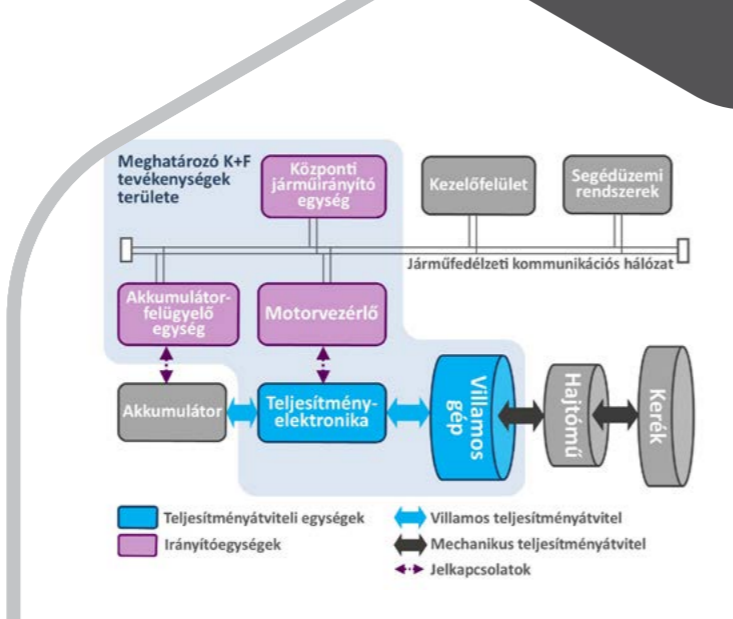 Meghatározó K+F
tevékenységek
területe
Központi
járműirányító
egység
Kezelőfelület
Segédüzemi
rendszerek
Járműfedélzeti kommunikációs hálózat
Akkumulátor-
felügyelő
egység
Motorvezérlő
Akkumulátor
Teljesítmény-
elektronika
Villamos
gép
Hajtómű
Kerék
Teljesítményátviteli egységek
Irányítóegységek
Villamos teljesítményátvitel
Mechanikus teljesítményátvitel
Jelkapcsolatok